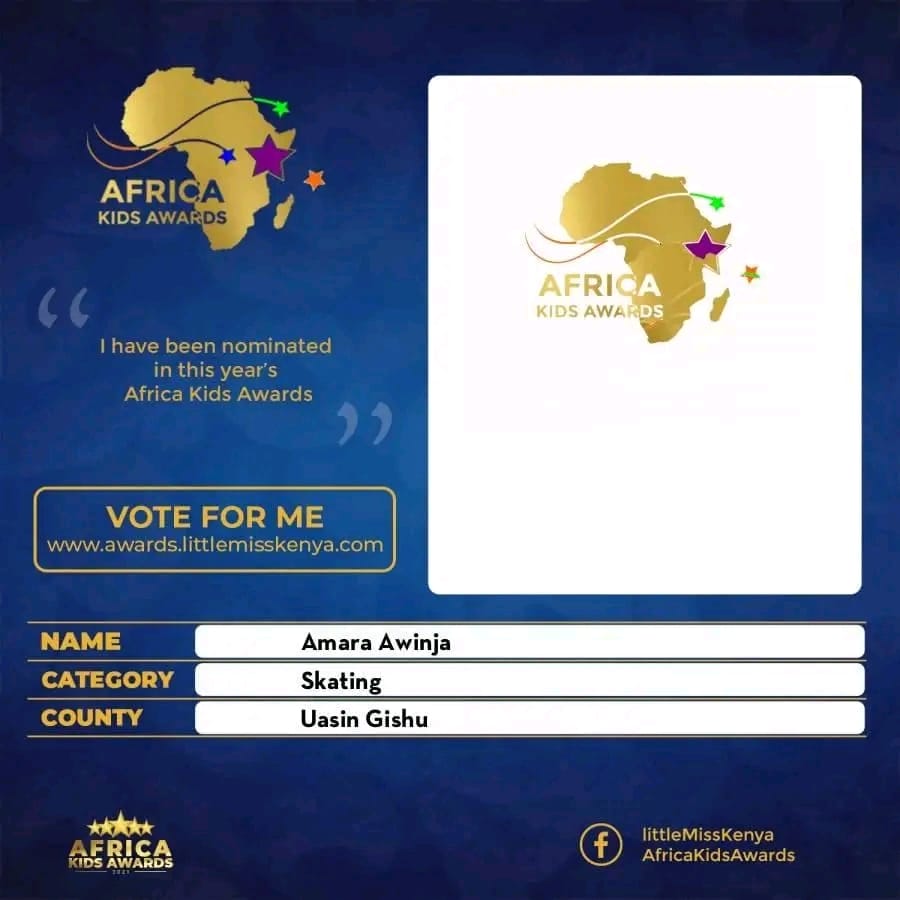 AFRICA
KIDS AWARDS
AFRICA
KIDS AWARDS
“
I have been nominated
in this year’s
Africa Kids Awards
”
VOTE FOR ME
www.awards.littlemisskenya.com
NAME Amara Awinja
CATEGORY Skating
COUNTY Uasin Gishu
AFRICA
KIDS AWARDS
2021
littleMissKenya
AfricaKidsAwards